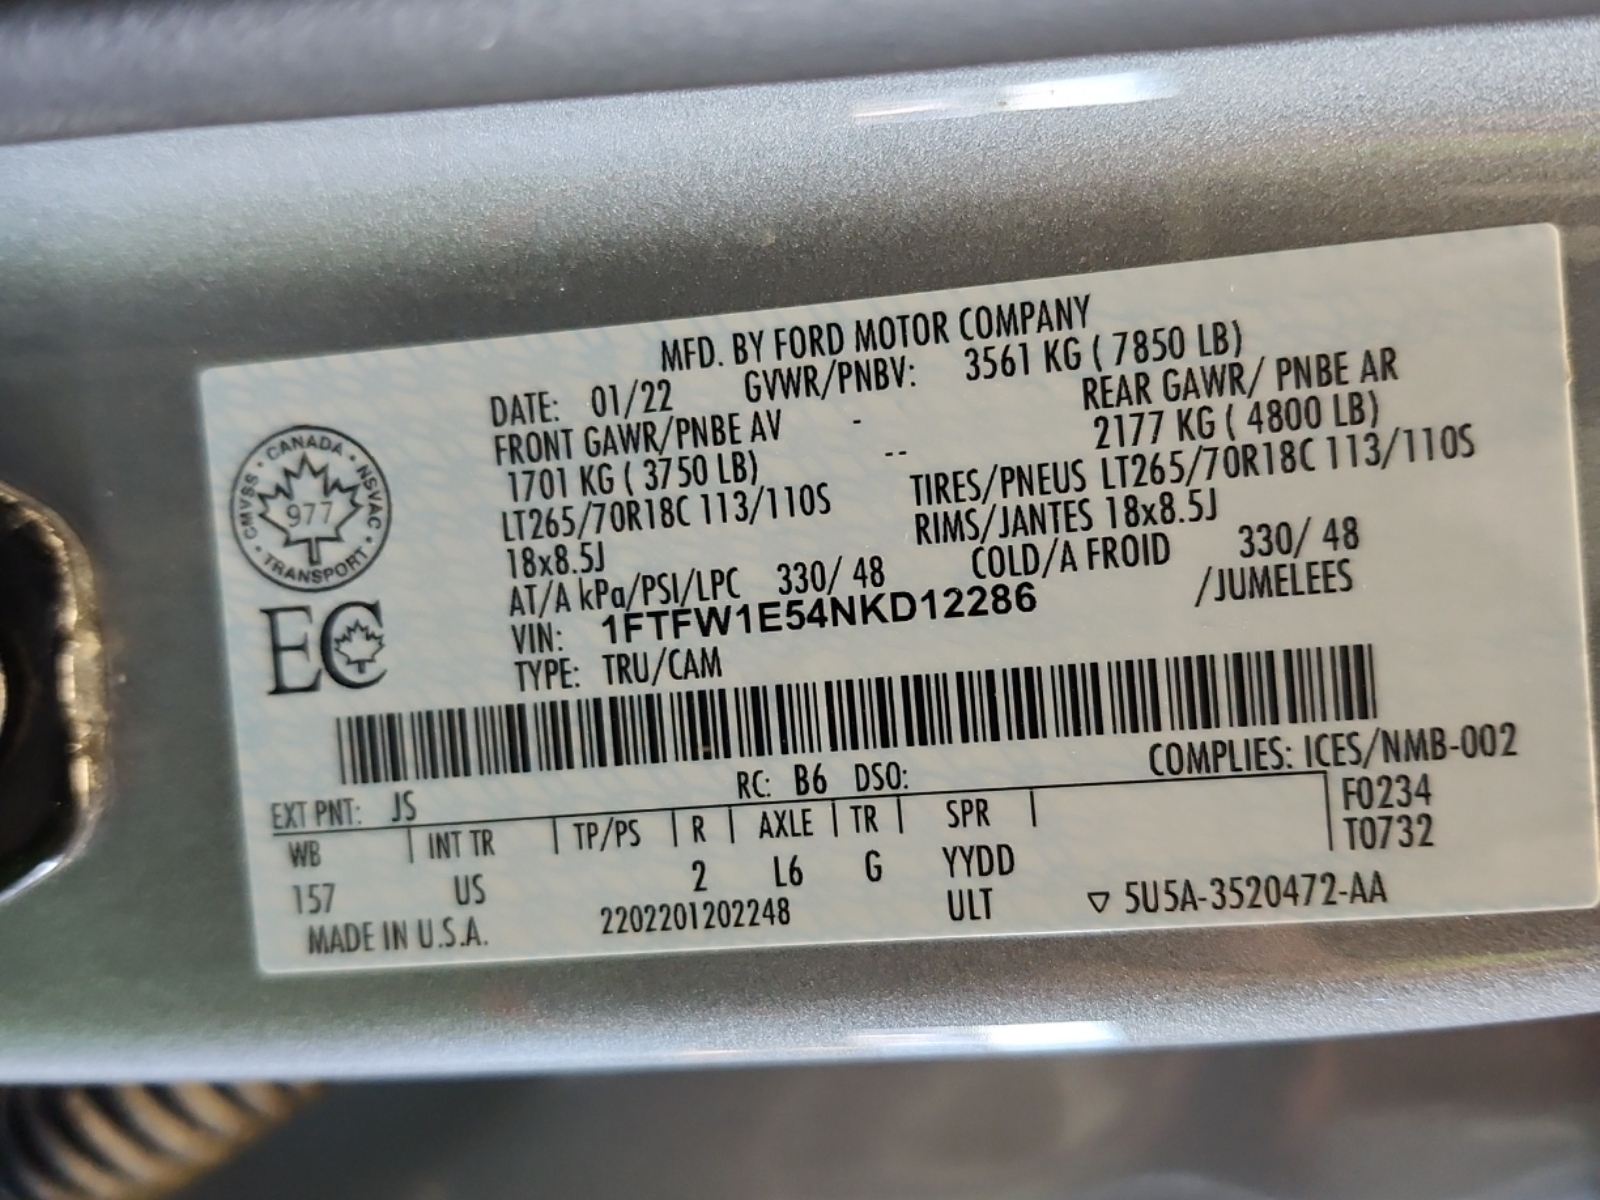 MFD. BY FORD MOTOR COMPANY
DATE: 01/22 GVWR/PNBV: 3561 KG ( 7850 LB)
FRONT GAWR/PNBE AV - REAR GAWR/ PNBE AR
1701 KG ( 3750 LB) -- 2177 KG ( 4800 LB)
LT265/70R18C 113/110S TIRES/PNEUS LT265/70R18C 113/110S
18x8.5J RIMS/JANTES 18x8.5J
AT/A kPa/PSI/LPC 330/ 48 COLD/A FROID 330/ 48
VIN: 1FTFW1E54NKD12286 /JUMELEES
TYPE: TRU/CAM
CANADA • NSVAC • TRANSPORT • CMVSS •
977
EC
COMPLIES: ICES/NMB-002
EXT PNT: JS RC: B6 DSO:
WB | INT TR | TP/PS | R | AXLE | TR | SPR | F0234
157 US 2 L6 G YYDD T0732
MADE IN U.S.A. 2202201202248 ULT ▽ 5U5A-3520472-AA